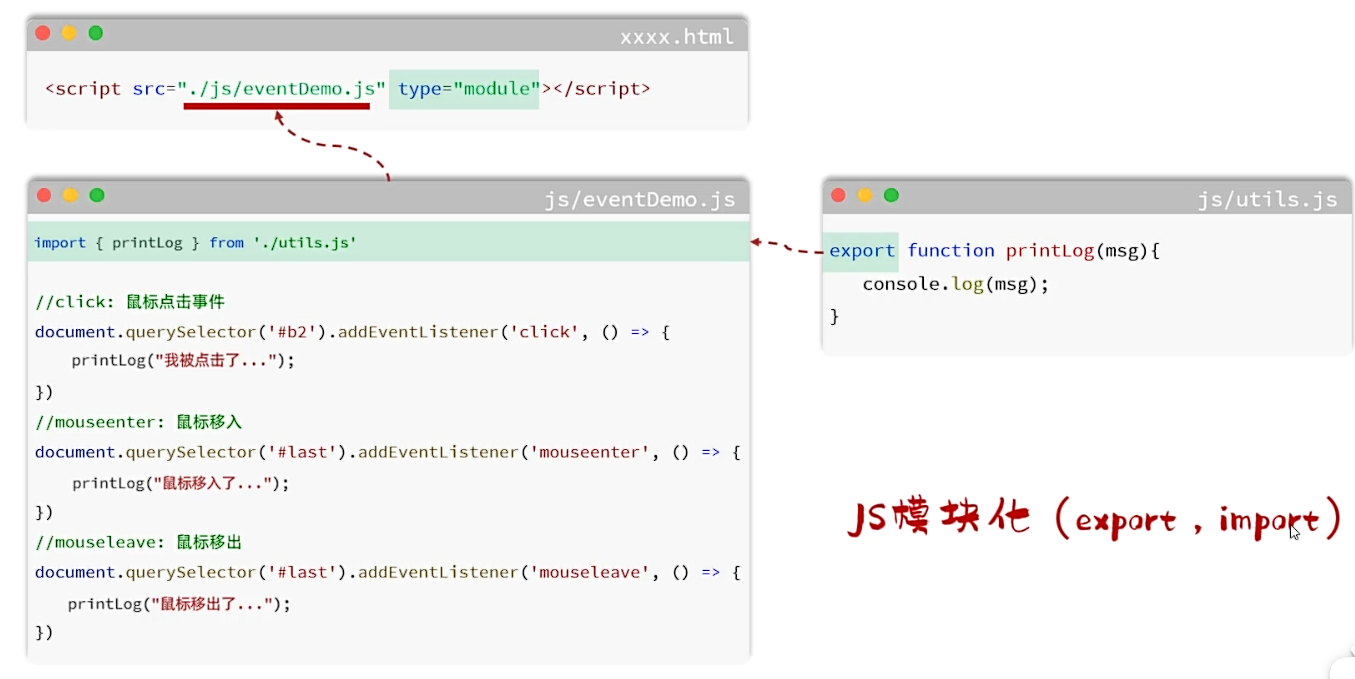 xxxx.html
<script src="./js/eventDemo.js" type="module"></script>
js/eventDemo.js
import { printLog } from './utils.js'
//click: 鼠标点击事件
document.querySelector('#b2').addEventListener('click', () => {
printLog("我被点击了...");
})
//mouseenter: 鼠标移入
document.querySelector('#last').addEventListener('mouseenter', () => {
printLog("鼠标移入了...");
})
//mouseleave: 鼠标移出
document.querySelector('#last').addEventListener('mouseleave', () => {
printLog("鼠标移出了...");
})
js/utils.js
export function printLog(msg){
console.log(msg);
}
JS模块化（export , import）